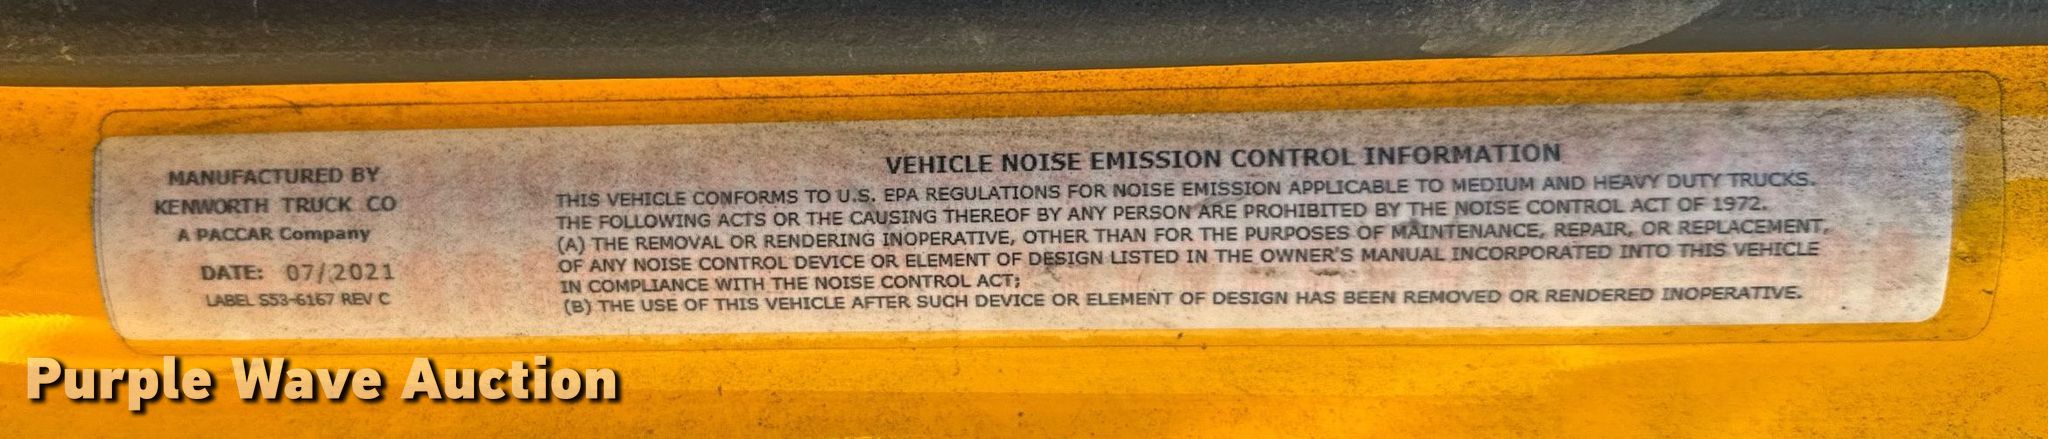 MANUFACTURED BY
KENWORTH TRUCK CO
A PACCAR Company
DATE: 07/2021
LABEL S53-6167 REV C
VEHICLE NOISE EMISSION CONTROL INFORMATION
THIS VEHICLE CONFORMS TO U.S. EPA REGULATIONS FOR NOISE EMISSION APPLICABLE TO MEDIUM AND HEAVY DUTY TRUCKS.
THE FOLLOWING ACTS OR THE CAUSING THEREOF BY ANY PERSON ARE PROHIBITED BY THE NOISE CONTROL ACT OF 1972.
(A) THE REMOVAL OR RENDERING INOPERATIVE, OTHER THAN FOR THE PURPOSES OF MAINTENANCE, REPAIR, OR REPLACEMENT,
OF ANY NOISE CONTROL DEVICE OR ELEMENT OF DESIGN LISTED IN THE OWNER'S MANUAL INCORPORATED INTO THIS VEHICLE
IN COMPLIANCE WITH THE NOISE CONTROL ACT;
(B) THE USE OF THIS VEHICLE AFTER SUCH DEVICE OR ELEMENT OF DESIGN HAS BEEN REMOVED OR RENDERED INOPERATIVE.
Purple Wave Auction